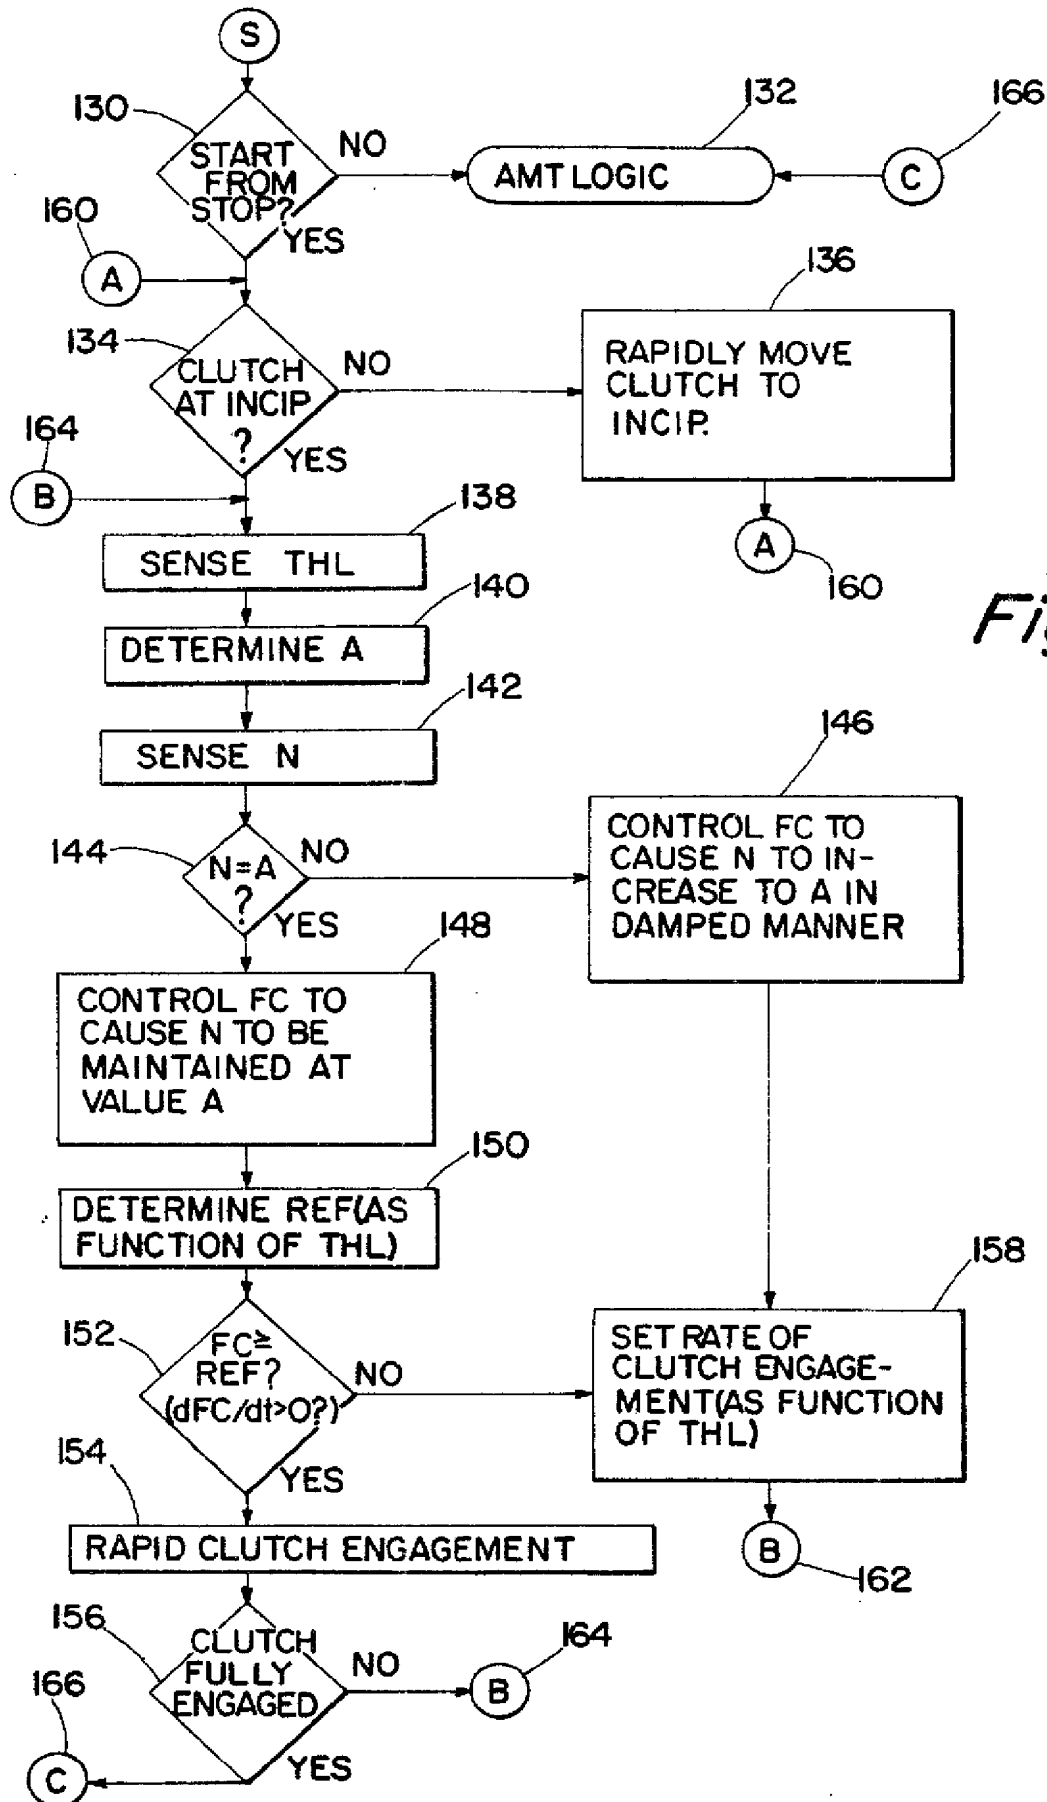 S
130
START
FROM
STOP?
NO
YES
132
AMT LOGIC
166
C
160
A
134
CLUTCH
AT INCIP
?
NO
YES
136
RAPIDLY MOVE
CLUTCH TO
INCIP.
A
160
164
B
138
SENSE THL
140
DETERMINE A
142
SENSE N
Fig
144
N=A
?
NO
YES
146
CONTROL FC TO
CAUSE N TO IN-
CREASE TO A IN
DAMPED MANNER
148
CONTROL FC TO
CAUSE N TO BE
MAINTAINED AT
VALUE A
150
DETERMINE REF(AS
FUNCTION OF THL)
152
FC≥
REF?
(dFC/dt>O?)
NO
YES
158
SET RATE OF
CLUTCH ENGAGE-
MENT(AS FUNCTION
OF THL)
B
162
154
RAPID CLUTCH ENGAGEMENT
156
CLUTCH
FULLY
ENGAGED
NO
YES
B
164
166
C